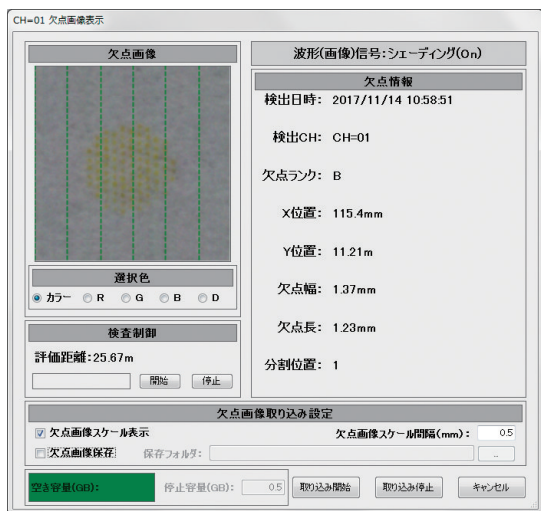 CH=01 欠点画像表示
欠点画像
波形(画像)信号:シェーディング(On)
欠点情報
検出日時: 2017/11/14 10:58:51
検出CH: CH=01
欠点ランク: B
X位置: 115.4mm
Y位置: 11.21m
欠点幅: 1.37mm
欠点長: 1.23mm
分割位置: 1
選択色
カラー R G B D
検査制御
評価距離:25.67m
開始 停止
欠点画像取り込み設定
欠点画像スケール表示 欠点画像スケール間隔(mm): 0.5
欠点画像保存 保存フォルダ: ...
空き容量(GB): 停止容量(GB): 0.5 取り込み開始 取り込み停止 キャンセル